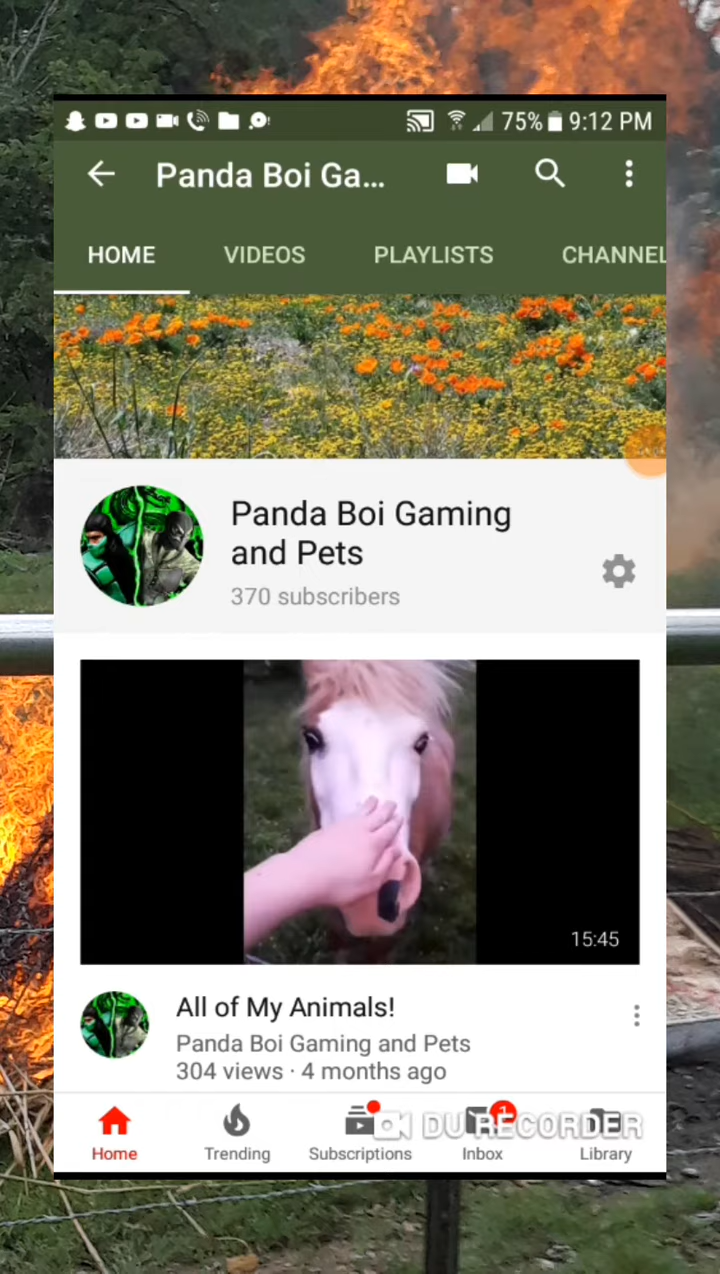 75% 9:12 PM
Panda Boi Ga...
HOME VIDEOS PLAYLISTS CHANNEL
Panda Boi Gaming
and Pets
370 subscribers
15:45
All of My Animals!
Panda Boi Gaming and Pets
304 views · 4 months ago
1
DU RECORDER
Home Trending Subscriptions Inbox Library